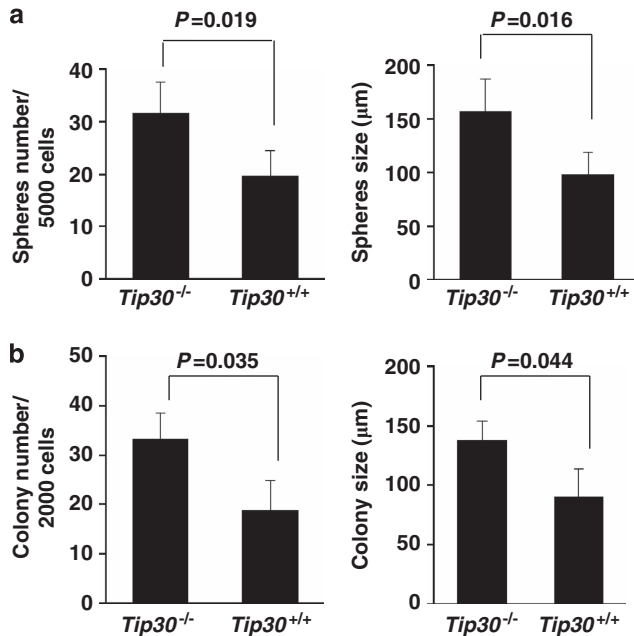 a
P=0.019
Spheres number/
5000 cells
40
30
20
10
0
Tip30-/- Tip30+/+
P=0.016
Spheres size (μm)
200
150
100
50
0
Tip30-/- Tip30+/+
b
P=0.035
Colony number/
2000 cells
50
40
30
20
10
0
Tip30-/- Tip30+/+
P=0.044
Colony size (μm)
200
150
100
50
0
Tip30-/- Tip30+/+